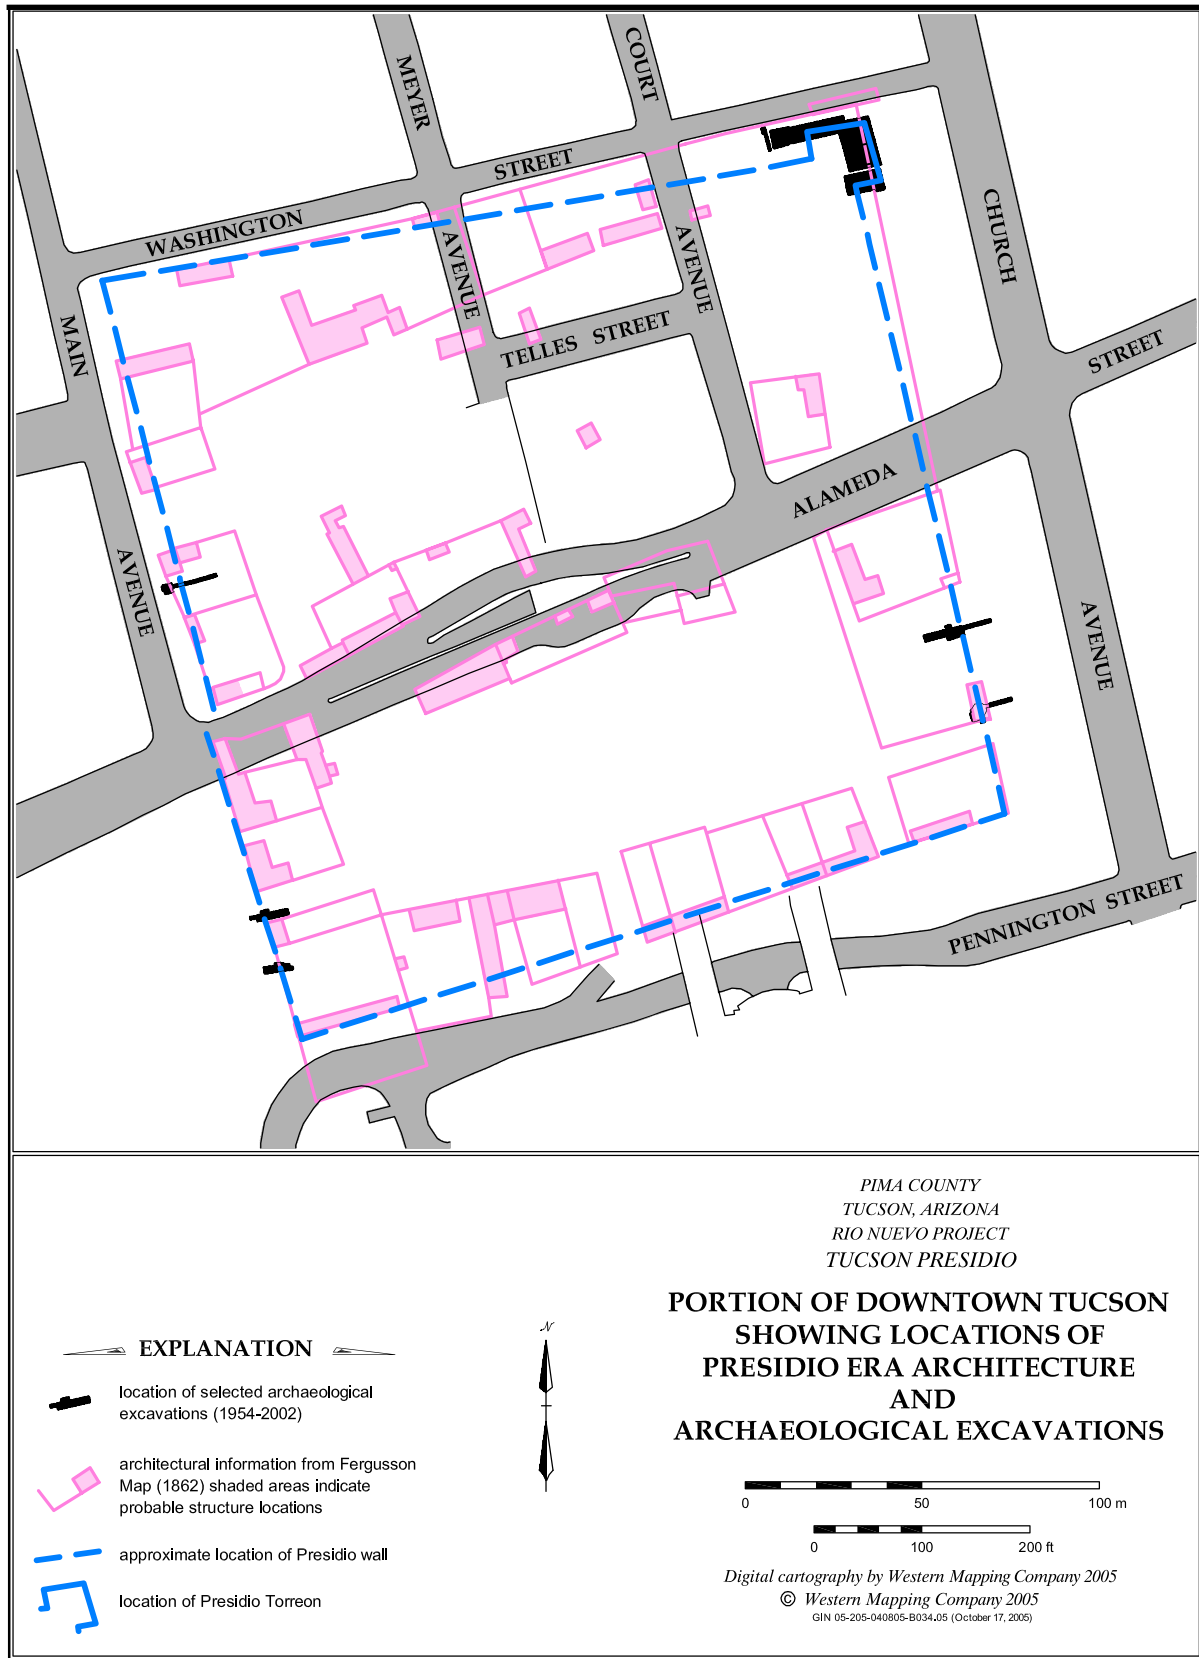 MEYER
COURT
STREET
WASHINGTON
AVENUE
AVENUE
CHURCH
MAIN
TELLES STREET
STREET
ALAMEDA
AVENUE
AVENUE
PENNINGTON STREET
PIMA COUNTY
TUCSON, ARIZONA
RIO NUEVO PROJECT
TUCSON PRESIDIO
PORTION OF DOWNTOWN TUCSON
SHOWING LOCATIONS OF
PRESIDIO ERA ARCHITECTURE
AND
ARCHAEOLOGICAL EXCAVATIONS
N
EXPLANATION
location of selected archaeological
excavations (1954-2002)
architectural information from Fergusson
Map (1862) shaded areas indicate
probable structure locations
approximate location of Presidio wall
location of Presidio Torreon
0 50 100 m
0 100 200 ft
Digital cartography by Western Mapping Company 2005
© Western Mapping Company 2005
GIN 05-205-040805-B034.05 (October 17, 2005)